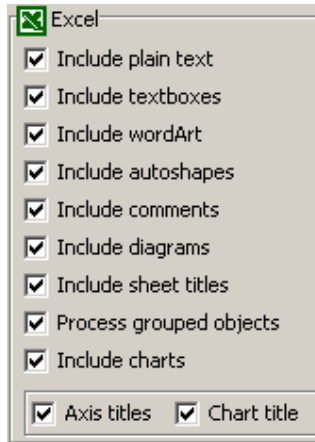 Excel
Include plain text
Include textboxes
Include wordArt
Include autoshapes
Include comments
Include diagrams
Include sheet titles
Process grouped objects
Include charts
Axis titles Chart title